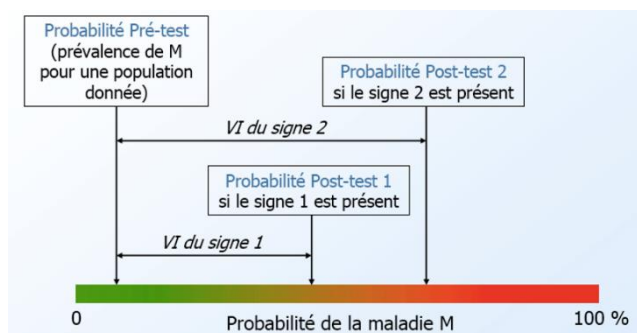 Probabilité Pré-test
(prévalence de M
pour une population
donnée)
Probabilité Post-test 2
si le signe 2 est présent
VI du signe 2
Probabilité Post-test 1
si le signe 1 est présent
VI du signe 1
0
Probabilité de la maladie M
100 %